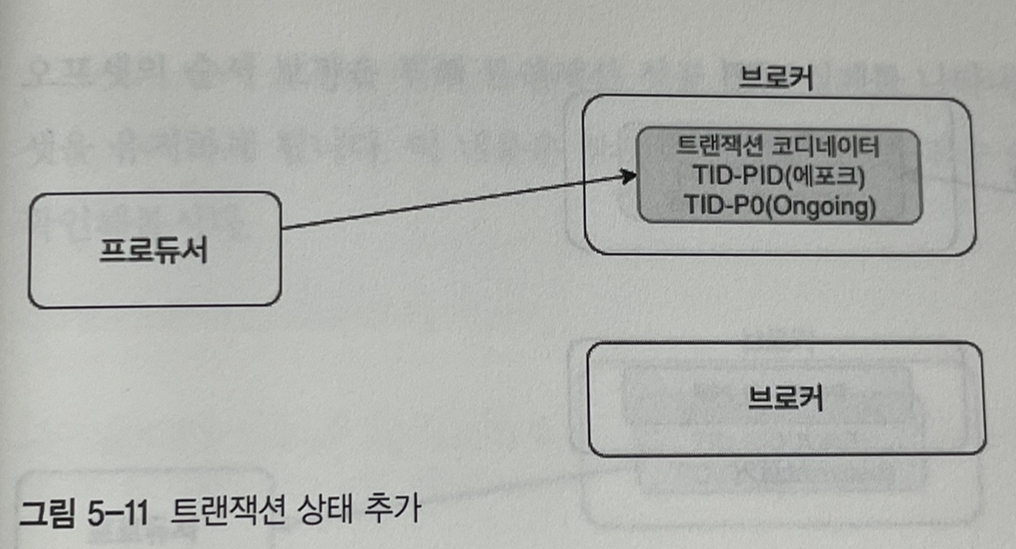 브로커
트랜잭션 코디네이터
TID-PID(에포크)
TID-P0(Ongoing)
프로듀서
브로커
그림 5-11 트랜잭션 상태 추가